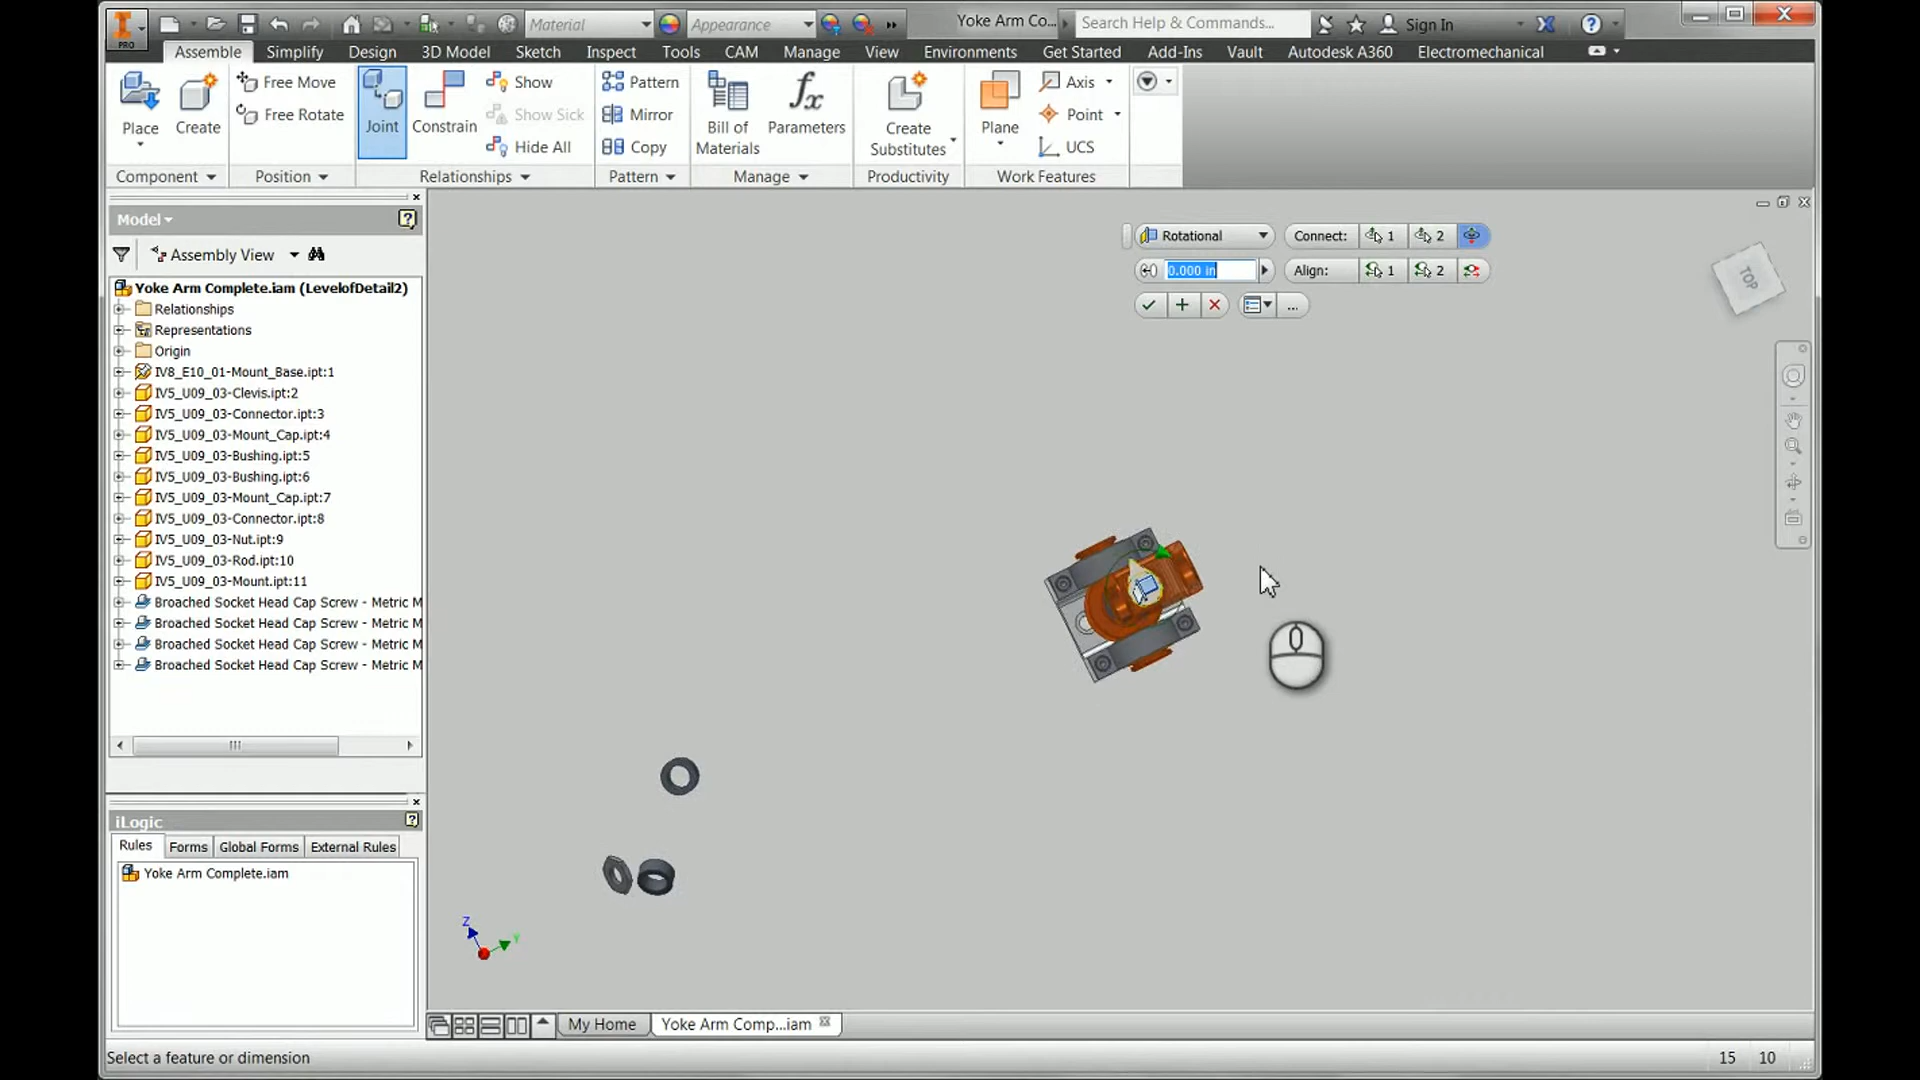 PRO
Material
Appearance
Yoke Arm Co...
Search Help & Commands...
Sign In
Assemble Simplify Design 3D Model Sketch Inspect Tools CAM Manage View Environments Get Started Add-Ins Vault Autodesk A360 Electromechanical
Place
Create
Free Move
Free Rotate
Joint
Constrain
Show
Show Sick
Hide All
Pattern
Mirror
Copy
Bill of
Materials
Parameters
Create
Substitutes
Plane
Axis
Point
UCS
Component
Position
Relationships
Pattern
Manage
Productivity
Work Features
Model
Assembly View
Yoke Arm Complete.iam (LevelofDetail2)
Relationships
Representations
Origin
IV8_E10_01-Mount_Base.ipt:1
IV5_U09_03-Clevis.ipt:2
IV5_U09_03-Connector.ipt:3
IV5_U09_03-Mount_Cap.ipt:4
IV5_U09_03-Bushing.ipt:5
IV5_U09_03-Bushing.ipt:6
IV5_U09_03-Mount_Cap.ipt:7
IV5_U09_03-Connector.ipt:8
IV5_U09_03-Nut.ipt:9
IV5_U09_03-Rod.ipt:10
IV5_U09_03-Mount.ipt:11
Broached Socket Head Cap Screw - Metric M
Broached Socket Head Cap Screw - Metric M
Broached Socket Head Cap Screw - Metric M
Broached Socket Head Cap Screw - Metric M
Rotational
Connect: 1 2
0.000 in
Align: 1 2
...
TOP
iLogic
Rules Forms Global Forms External Rules
Yoke Arm Complete.iam
Z
Y
My Home
Yoke Arm Comp...iam
Select a feature or dimension
15 10